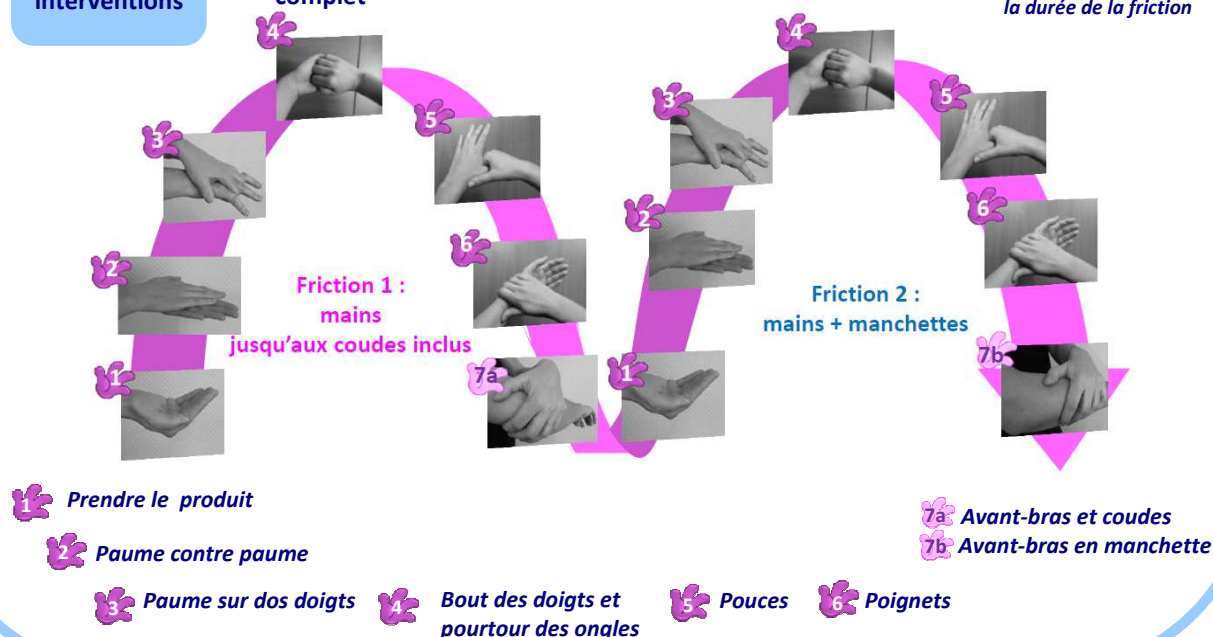 interventions
complet
la durée de la friction
4
3
5
2
6
1
7a
Friction 1 :
mains
jusqu'aux coudes inclus
4
3
5
2
6
1
7b
Friction 2 :
mains + manchettes
1 Prendre le produit
2 Paume contre paume
3 Paume sur dos doigts
4 Bout des doigts et
pourtour des ongles
5 Pouces
6 Poignets
7a Avant-bras et coudes
7b Avant-bras en manchette